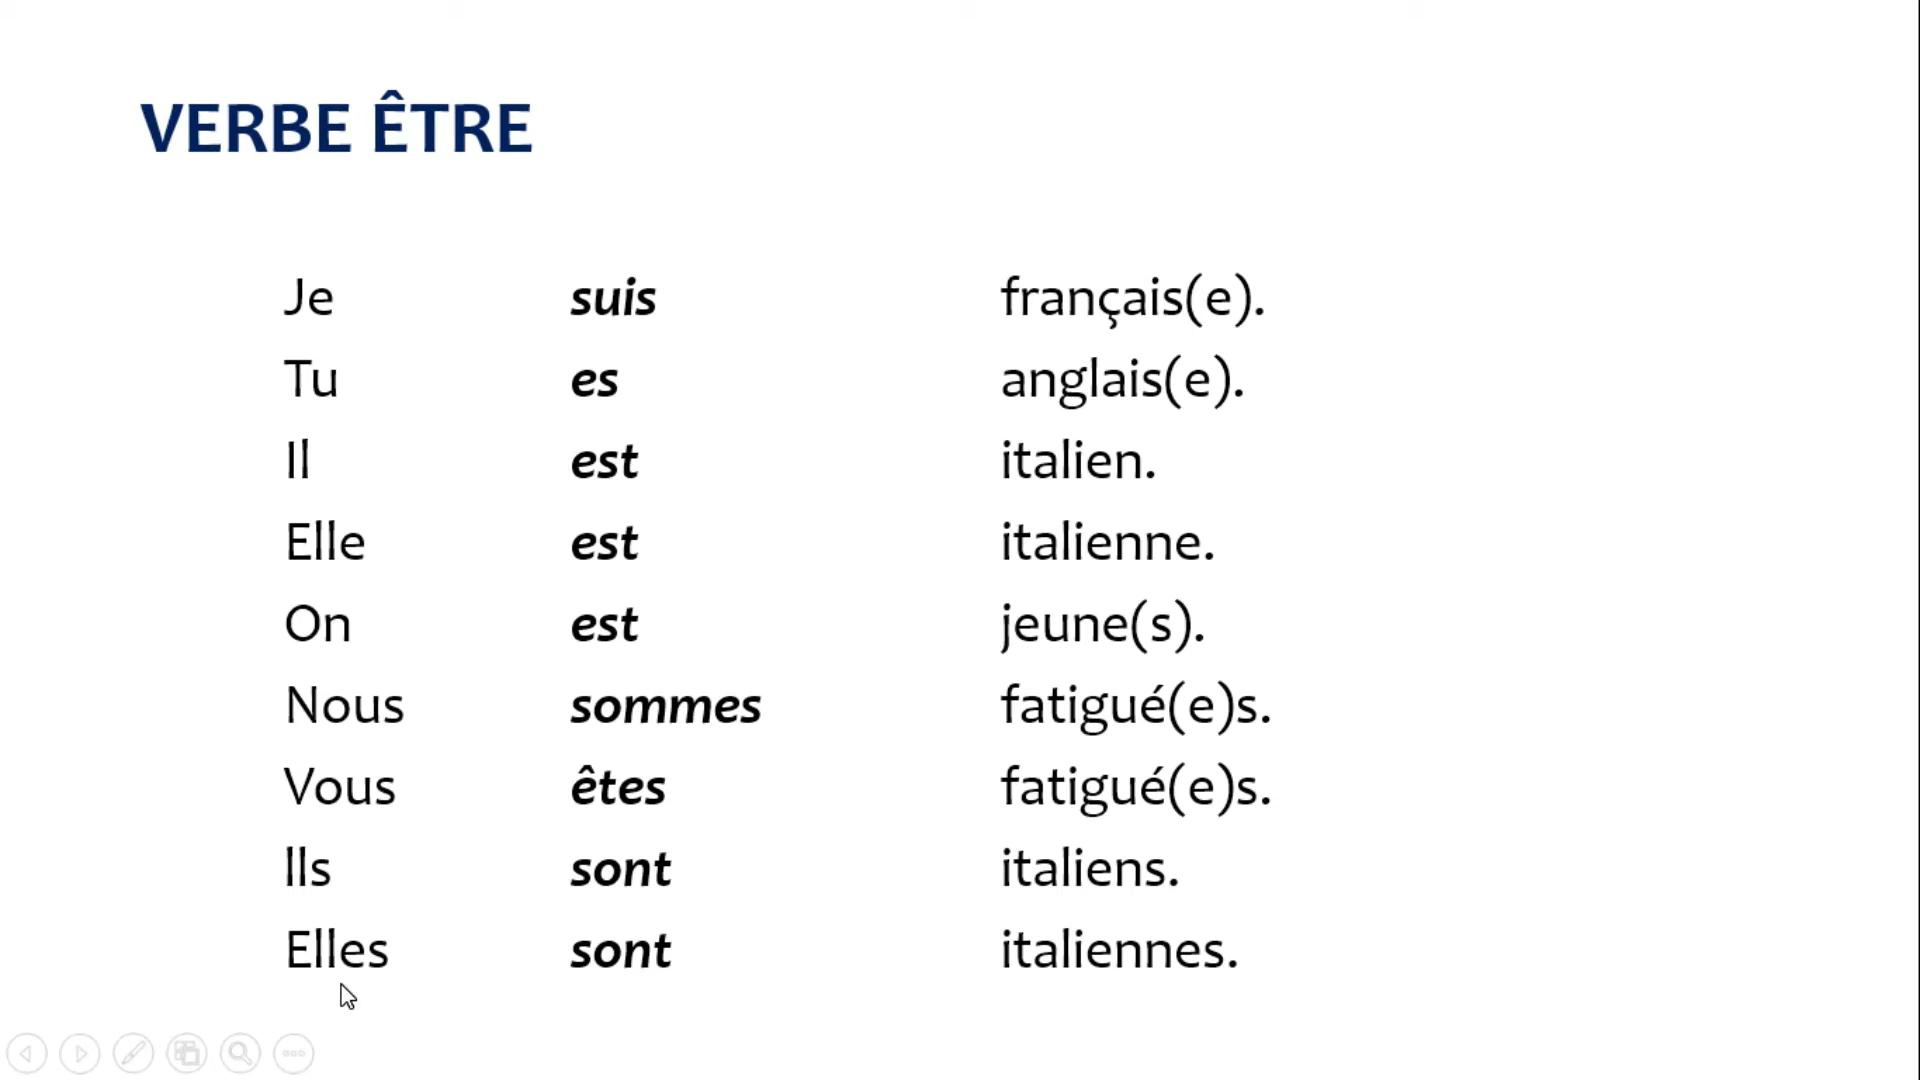 VERBE ÊTRE
Je suis français(e).
Tu es anglais(e).
Il est italien.
Elle est italienne.
On est jeune(s).
Nous sommes fatigué(e)s.
Vous êtes fatigué(e)s.
Ils sont italiens.
Elles sont italiennes.